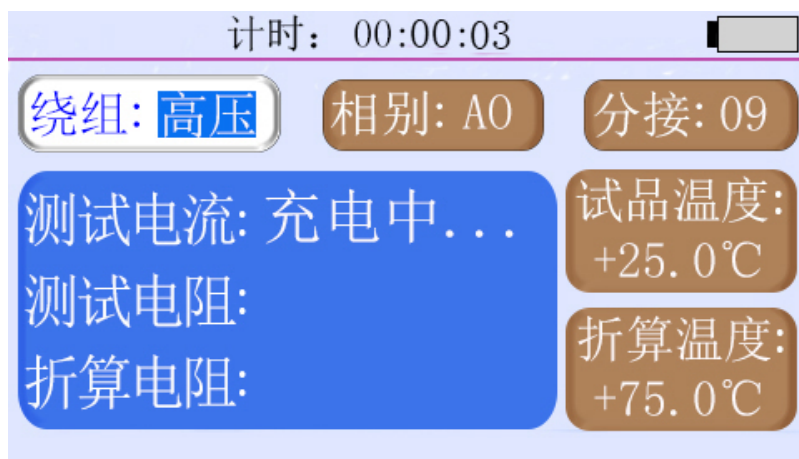 计时： 00:00:03
绕组: 高压
相别: AO
分接: 09
测试电流: 充电中...
测试电阻:
折算电阻:
试品温度:
+25.0℃
折算温度:
+75.0℃